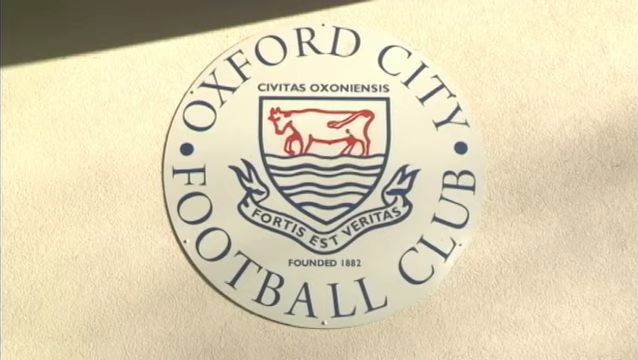 OXFORD CITY
CIVITAS OXONIENSIS
FORTIS EST VERITAS
FOUNDED 1882
FOOTBALL CLUB